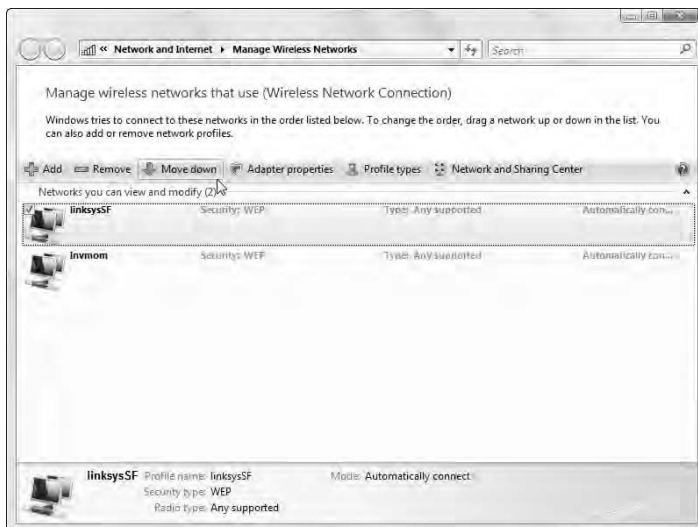 « Network and Internet ▸ Manage Wireless Networks Search
Manage wireless networks that use (Wireless Network Connection)
Windows tries to connect to these networks in the order listed below. To change the order, drag a network up or down in the list. You
can also add or remove network profiles.
Add Remove Move down Adapter properties Profile types Network and Sharing Center
Networks you can view and modify (2)
linksysSF Security: WEP Type: Any supported Automatically con...
Invmom Security: WEP Type: Any supported Automatically con...
linksysSF Profile name: linksysSF Mode: Automatically connect
Security type: WEP
Radio type: Any supported